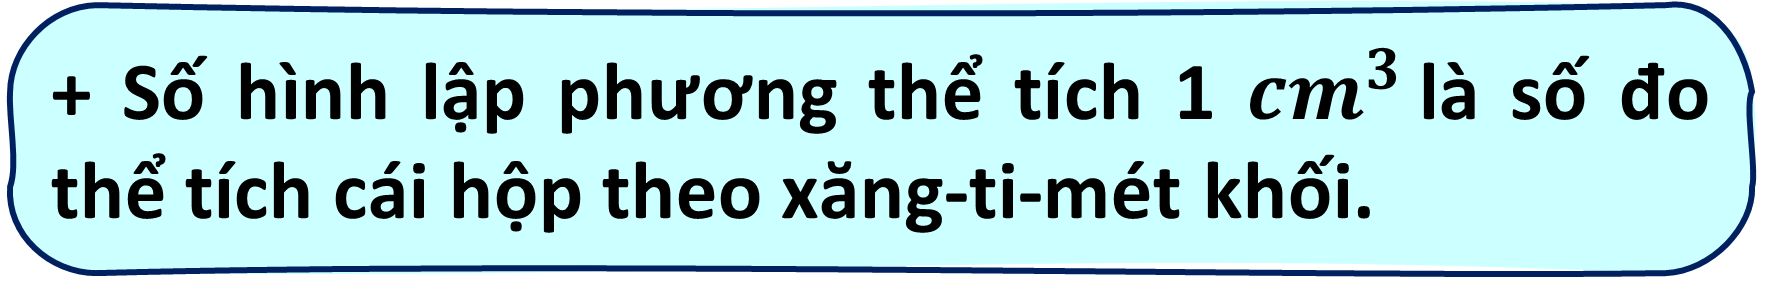 + Số hình lập phương thể tích 1 cm³ là số đo
thể tích cái hộp theo xăng-ti-mét khối.